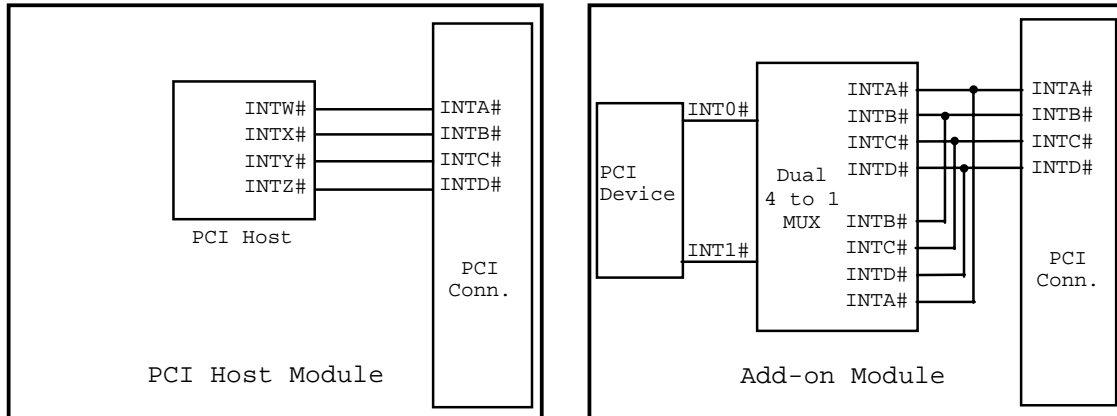 INTW#
INTX#
INTY#
INTZ#
PCI Host
INTA#
INTB#
INTC#
INTD#
PCI
Conn.
PCI Host Module
PCI
Device
INT0#
INT1#
Dual
4 to 1
MUX
INTA#
INTB#
INTC#
INTD#
INTB#
INTC#
INTD#
INTA#
INTA#
INTB#
INTC#
INTD#
PCI
Conn.
Add-on Module